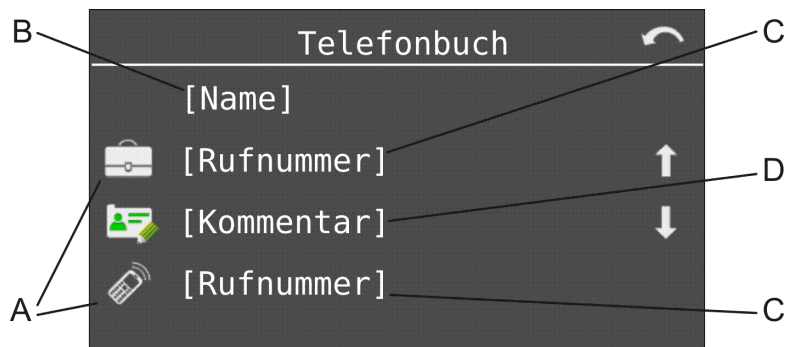 B
Telefonbuch
C
[Name]
[Rufnummer]
D
[Kommentar]
[Rufnummer]
A
C